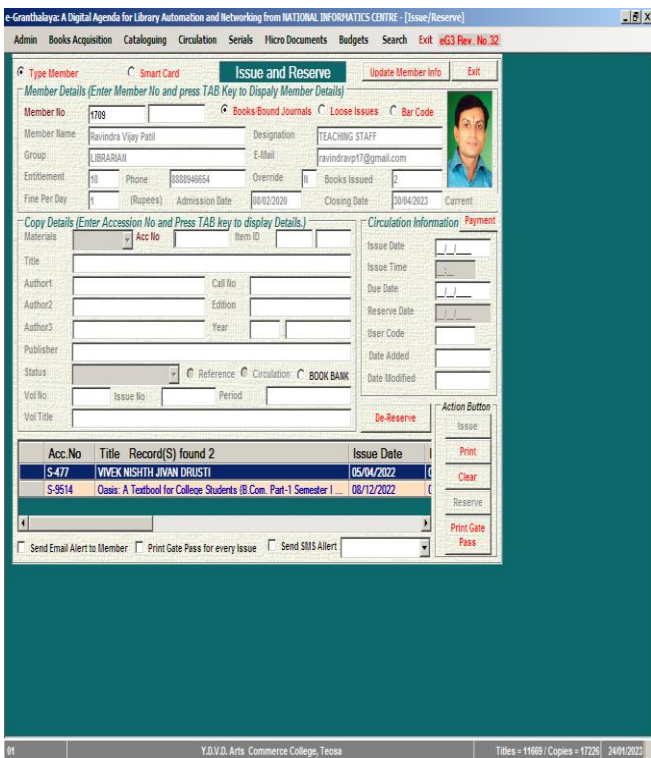 e-Granthalaya: A Digital Agenda for Library Automation and Networking from NATIONAL INFORMATICS CENTRE - [Issue/Reserve]
Admin Books Acquisition Cataloguing Circulation Serials Micro Documents Budgets Search Exit eG3 Rev. No.32
Type Member Smart Card Issue and Reserve Update Member Info Exit
Member Details (Enter Member No and press TAB Key to Dispaly Member Details)
Member No 1709 Books/Bound Journals Loose Issues Bar Code
Member Name Ravindra Vijay Patil Designation TEACHING STAFF
Group LIBRARIAN E-Mail ravindravp17@gmail.com
Entitlement 10 Phone 8888946654 Override N Books Issued 2
Fine Per Day 1 (Rupees) Admission Date 08/02/2020 Closing Date 30/04/2023 Current
Copy Details (Enter Accession No and Press TAB key to display Details.) Circulation Information Payment
Materials Acc No Item ID
Issue Date _/_/___
Title
Issue Time _:_
Author1 Call No
Due Date _/_/___
Author2 Edition
Reserve Date _/_/___
Author3 Year
User Code
Publisher
Date Added
Status Reference Circulation BOOK BANK
Date Modified
Vol No Issue No Period
Vol Title
De-Reserve
Action Button
Issue
Print
Clear
Reserve
Print Gate Pass
Acc.No Title Record(S) found 2 Issue Date
S-477 VIVEK NISHTH JIVAN DRUSTI 05/04/2022 0
S-9514 Oasis: A Textbool for College Students (B.Com. Part-1 Semester I ... 08/12/2022 0
Send Email Alert to Member Print Gate Pass for every Issue Send SMS Allert
01 Y.D.V.D. Arts Commerce College, Teosa Titles = 11669 / Copies = 17226 24/01/2023